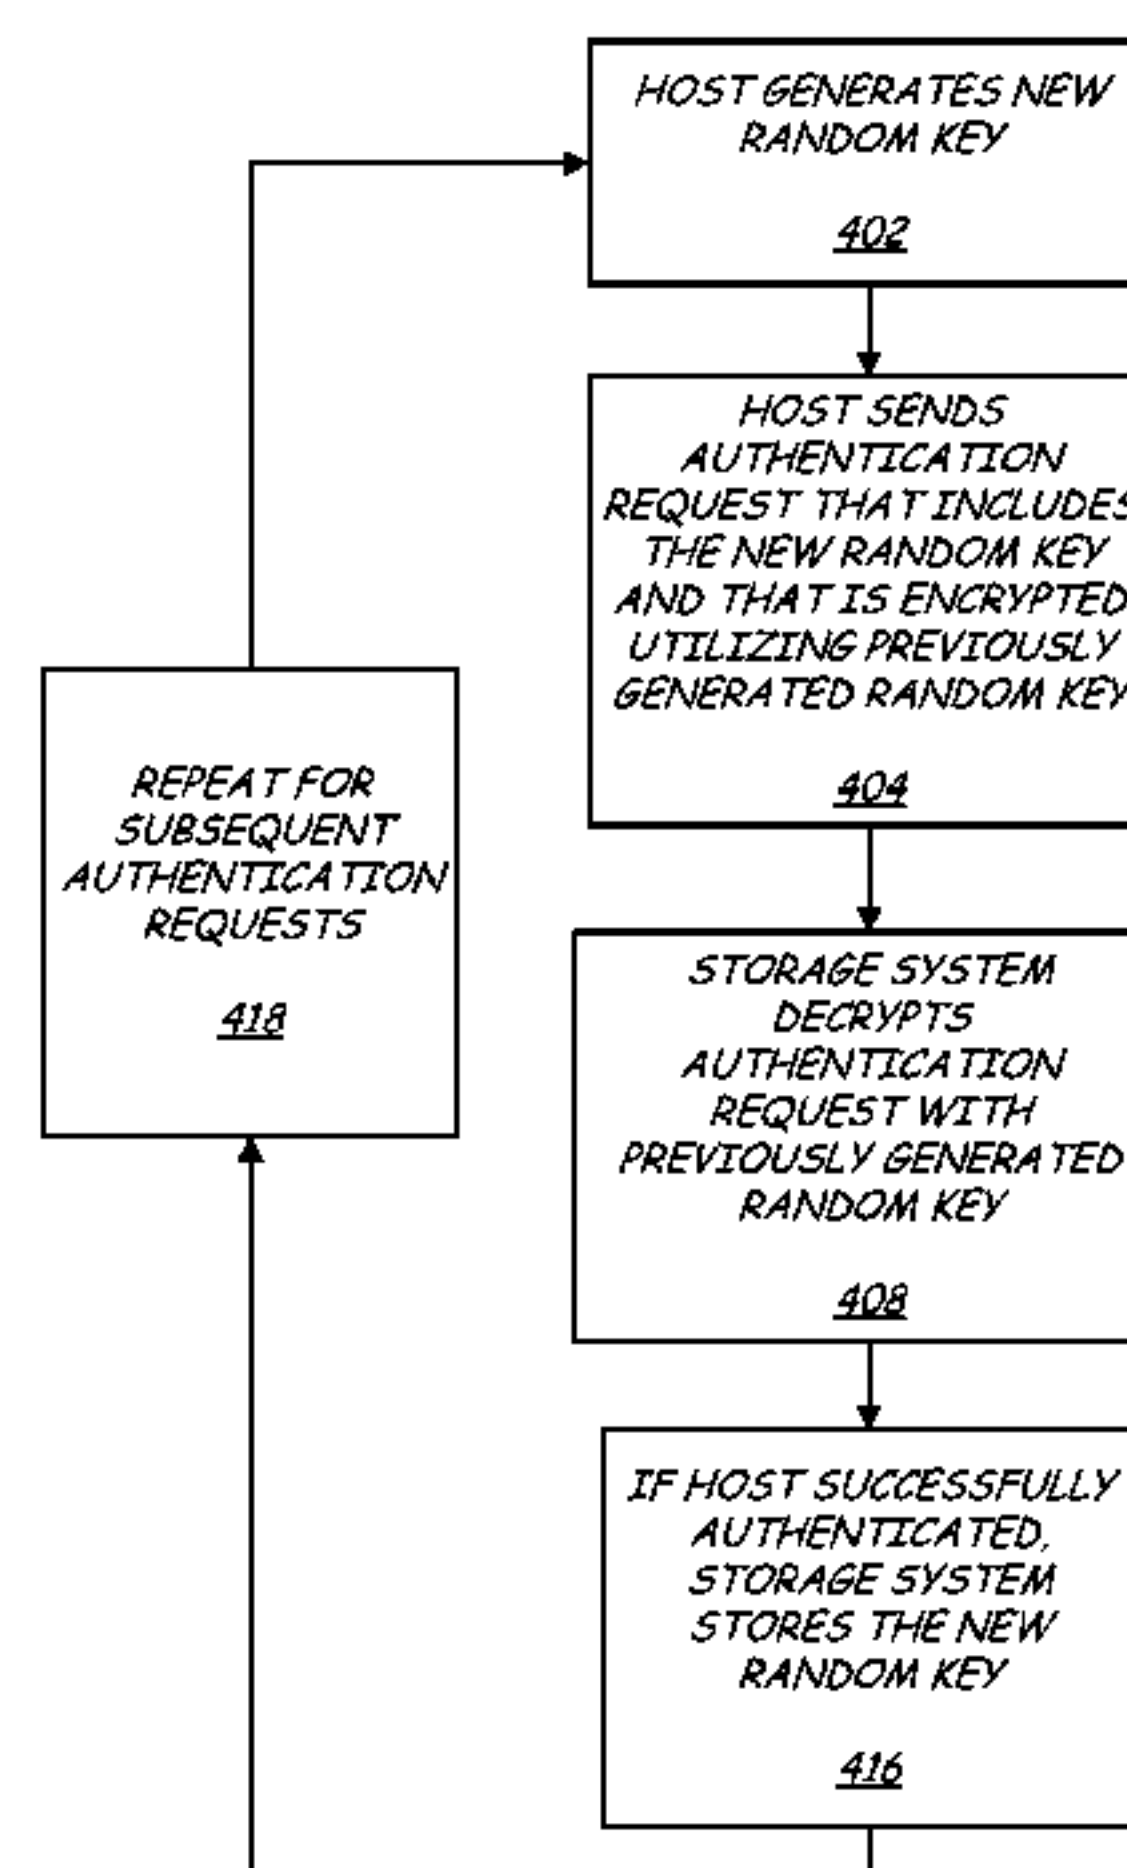 HOST GENERATES NEW
RANDOM KEY
402
HOST SENDS
AUTHENTICATION
REQUEST THAT INCLUDES
THE NEW RANDOM KEY
AND THAT IS ENCRYPTED
UTILIZING PREVIOUSLY
GENERATED RANDOM KEY
404
REPEAT FOR
SUBSEQUENT
AUTHENTICATION
REQUESTS
418
STORAGE SYSTEM
DECRYPTS
AUTHENTICATION
REQUEST WITH
PREVIOUSLY GENERATED
RANDOM KEY
408
IF HOST SUCCESSFULLY
AUTHENTICATED,
STORAGE SYSTEM
STORES THE NEW
RANDOM KEY
416